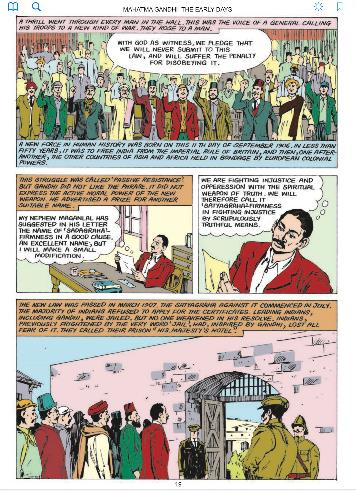 MAHATMA GANDHI THE EARLY DAYS
A THRILL WENT THROUGH EVERY MAN IN THE HALL. THIS WAS THE VOICE OF A GENERAL CALLING
HIS TROOPS TO A NEW KIND OF WAR. THEY ROSE TO A MAN.
WITH GOD AS WITNESS, WE PLEDGE THAT
WE WILL NEVER SUBMIT TO THIS
LAW, AND WILL SUFFER THE PENALTY
FOR DISOBEYING IT.
A NEW FORCE IN HUMAN HISTORY WAS BORN ON THIS 11TH DAY OF SEPTEMBER 1906. IN LESS THAN
FIFTY YEARS, IT WAS TO FREE INDIA FROM THE IMPERIAL RULE OF BRITAIN, AND THEN, ONE AFTER-
ANOTHER, THE OTHER COUNTRIES OF ASIA AND AFRICA HELD IN BONDAGE BY EUROPEAN COLONIAL
POWERS.
THIS STRUGGLE WAS CALLED 'PASSIVE RESISTANCE'
BUT GANDHI DID NOT LIKE THE PHRASE. IT DID NOT
EXPRESS THE ACTIVE MORAL POWER OF THE NEW
WEAPON. HE ADVERTISED A PRIZE FOR ANOTHER
SUITABLE NAME.
MY NEPHEW MAGANLAL HAS
SUGGESTED IN HIS LETTER
THE NAME OF 'SADAGRAHA'-
FIRMNESS IN A GOOD CAUSE.
AN EXCELLENT NAME, BUT
I WILL MAKE A SMALL
MODIFICATION.
WE ARE FIGHTING INJUSTICE AND
OPPERESSION WITH THE SPIRITUAL
WEAPON OF TRUTH. WE WILL
THEREFORE CALL IT
'SATYAGRAHA'-FIRMNESS
IN FIGHTING INJUSTICE
BY SCRUPULOUSLY
TRUTHFUL MEANS.
THE NEW LAW WAS PASSED IN MARCH 1907. THE SATYAGRAHA AGAINST IT COMMENCED IN JULY.
THE MAJORITY OF INDIANS REFUSED TO APPLY FOR THE CERTIFICATES. LEADING INDIANS,
INCLUDING GANDHI, WERE JAILED. BUT NO ONE WEAKENED IN HIS RESOLVE. INDIANS,
PREVIOUSLY FRIGHTENED BY THE VERY WORD 'JAIL', HAD, INSPIRED BY GANDHI, LOST ALL
FEAR OF IT. THEY CALLED THEIR PRISON "HIS MAJESTY'S HOTEL".